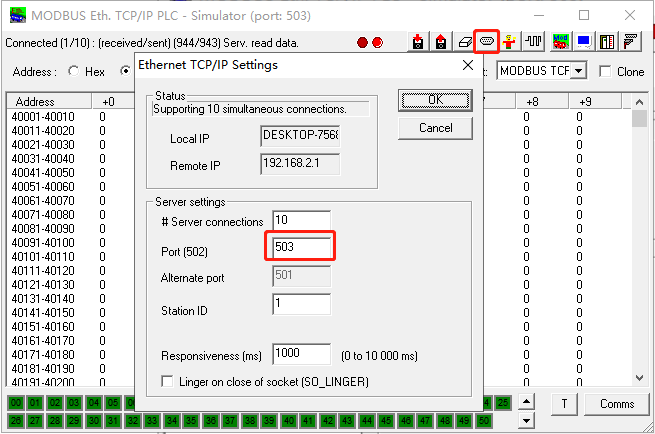 MODBUS Eth. TCP/IP PLC - Simulator (port: 503)
Connected (1/10) : (received/sent) (944/943) Serv. read data.
Address : Hex
MODBUS TCF Clone
Ethernet TCP/IP Settings
Status
Supporting 10 simultaneous connections.
Local IP DESKTOP-756
Remote IP 192.168.2.1
OK
Cancel
Server settings
# Server connections 10
Port (502) 503
Alternate port 501
Station ID 1
Responsiveness (ms) 1000 (0 to 10 000 ms)
Linger on close of socket (SO_LINGER)
Address +0 +8 +9
40001-40010 0 0 0
40011-40020 0 0 0
40021-40030 0 0 0
40031-40040 0 0 0
40041-40050 0 0 0
40051-40060 0 0 0
40061-40070 0 0 0
40071-40080 0 0 0
40081-40090 0 0 0
40091-40100 0 0 0
40101-40110 0 0 0
40111-40120 0 0 0
40121-40130 0 0 0
40131-40140 0 0 0
40141-40150 0 0 0
40151-40160 0 0 0
40161-40170 0 0 0
40171-40180 0 0 0
40181-40190 0 0 0
40191-40200 0 0 0
00 01 02 03 04 05 25
26 27 28 29 30 31 32 33 34 35 36 37 38 39 40 41 42 43 44 45 46 47 48 49 50
T
Comms